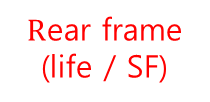 Rear frame
(life / SF)